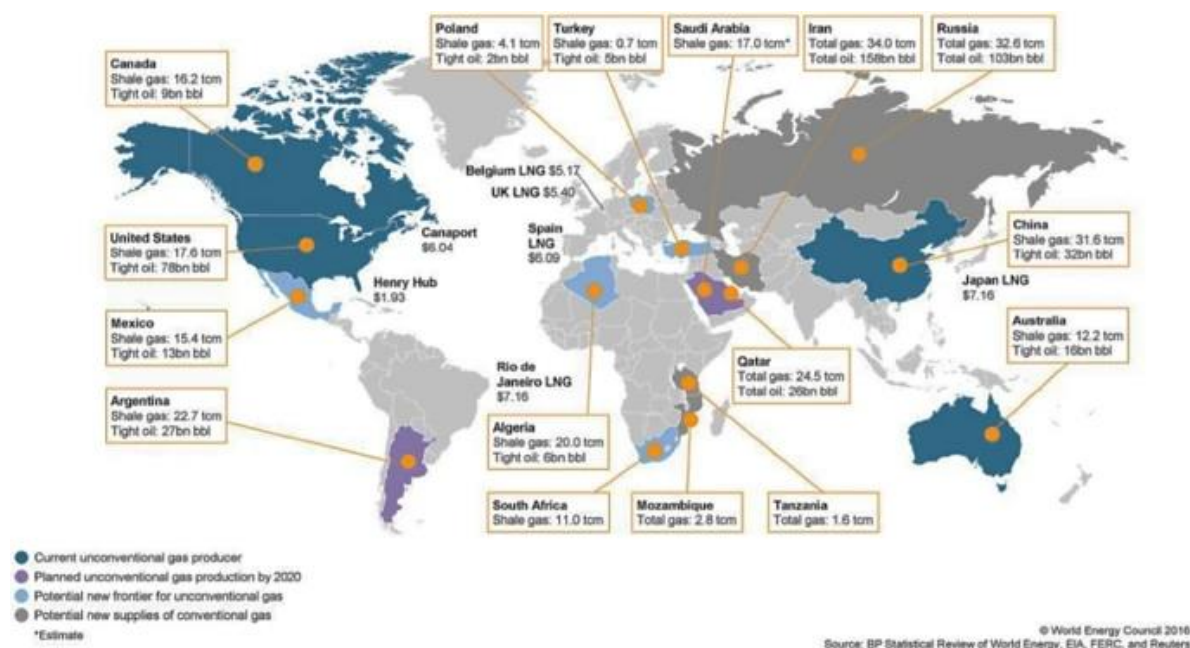 Poland
Shale gas: 4.1 tcm
Tight oil: 2bn bbl
Turkey
Shale gas: 0.7 tcm
Tight oil: 5bn bbl
Saudi Arabia
Shale gas: 17.0 tcm*
Iran
Total gas: 34.0 tcm
Total oil: 158bn bbl
Russia
Total gas: 32.6 tcm
Total oil: 103bn bbl
Canada
Shale gas: 16.2 tcm
Tight oil: 9bn bbl
Belgium LNG $5.17
UK LNG $5.40
United States
Shale gas: 17.6 tcm
Tight oil: 78bn bbl
Canaport
$6.04
Spain
LNG
$6.09
China
Shale gas: 31.6 tcm
Tight oil: 32bn bbl
Henry Hub
$1.93
Japan LNG
$7.16
Mexico
Shale gas: 15.4 tcm
Tight oil: 13bn bbl
Australia
Shale gas: 12.2 tcm
Tight oil: 16bn bbl
Rio de
Janeiro LNG
$7.16
Qatar
Total gas: 24.5 tcm
Total oil: 26bn bbl
Argentina
Shale gas: 22.7 tcm
Tight oil: 27bn bbl
Algeria
Shale gas: 20.0 tcm
Tight oil: 6bn bbl
South Africa
Shale gas: 11.0 tcm
Mozambique
Total gas: 2.8 tcm
Tanzania
Total gas: 1.6 tcm
Current unconventional gas producer
Planned unconventional gas production by 2020
Potential new frontier for unconventional gas
Potential new supplies of conventional gas
*Estimate
© World Energy Council 2016
Source: BP Statistical Review of World Energy, EIA, FERC, and Reuters